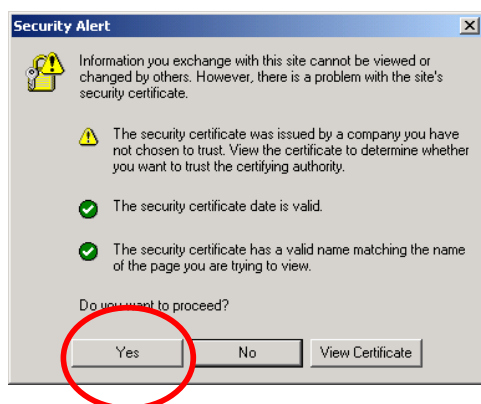 Security Alert
Information you exchange with this site cannot be viewed or
changed by others. However, there is a problem with the site's
security certificate.
The security certificate was issued by a company you have
not chosen to trust. View the certificate to determine whether
you want to trust the certifying authority.
The security certificate date is valid.
The security certificate has a valid name matching the name
of the page you are trying to view.
Do you want to proceed?
Yes No View Certificate